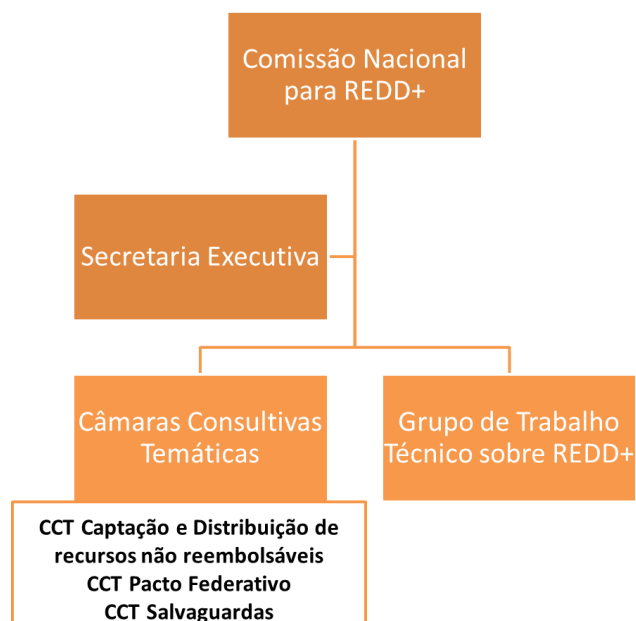 Comissão Nacional
para REDD+
Secretaria Executiva
Câmaras Consultivas
Temáticas
Grupo de Trabalho
Técnico sobre REDD+
CCT Captação e Distribuição de
recursos não reembolsáveis
CCT Pacto Federativo
CCT Salvaguardas